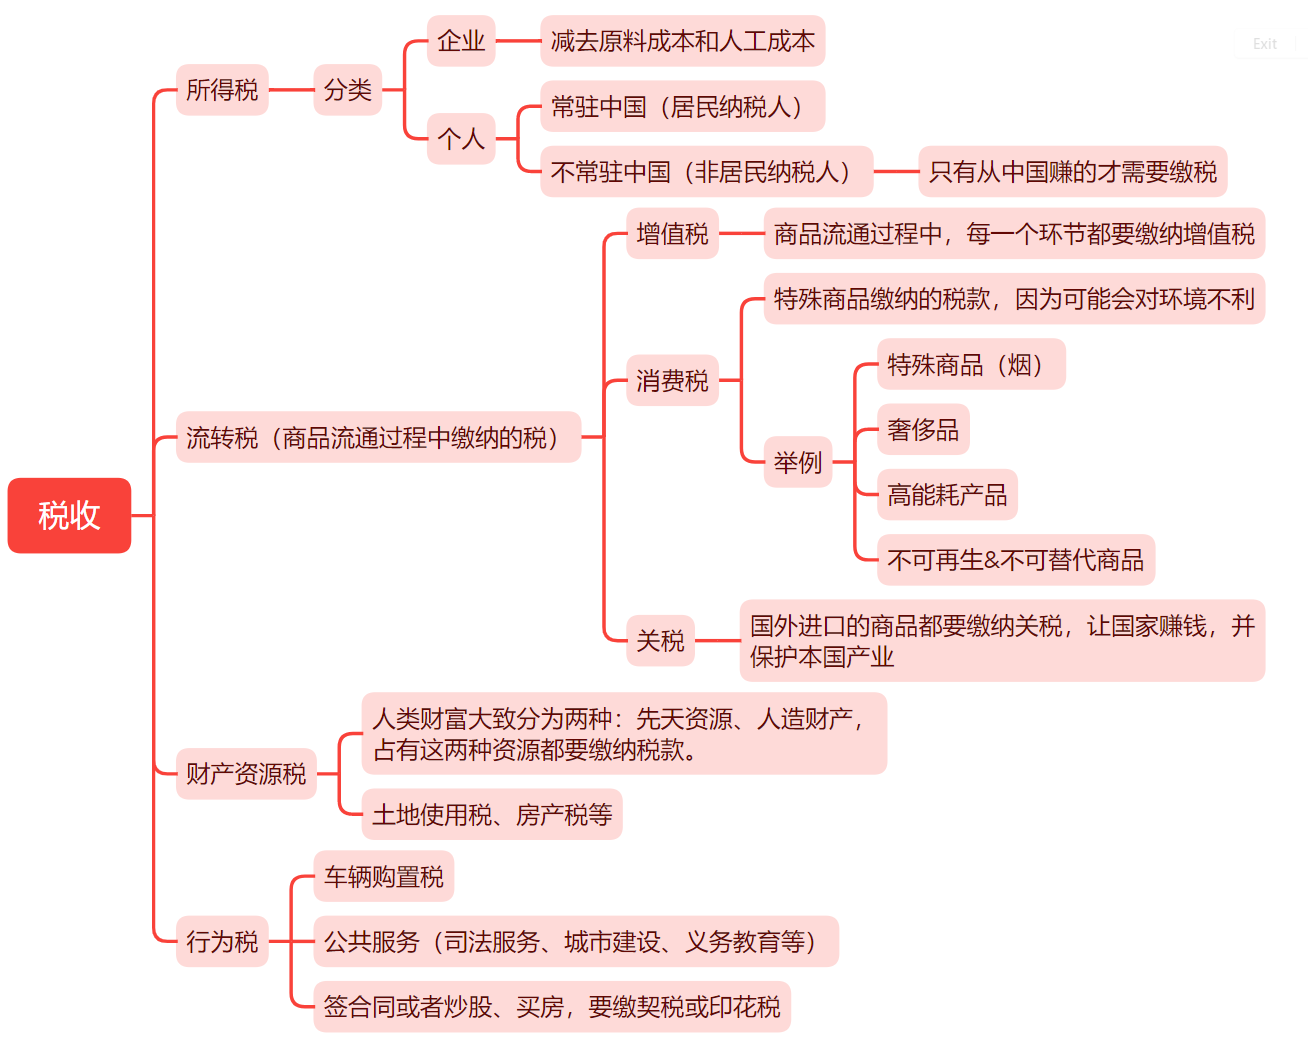 Exit
税收
所得税
分类
企业
减去原料成本和人工成本
个人
常驻中国（居民纳税人）
不常驻中国（非居民纳税人）
只有从中国赚的才需要缴税
流转税（商品流通过程中缴纳的税）
增值税
商品流通过程中，每一个环节都要缴纳增值税
消费税
特殊商品缴纳的税款，因为可能会对环境不利
举例
特殊商品（烟）
奢侈品
高能耗产品
不可再生&不可替代商品
关税
国外进口的商品都要缴纳关税，让国家赚钱，并
保护本国产业
财产资源税
人类财富大致分为两种：先天资源、人造财产，
占有这两种资源都要缴纳税款。
土地使用税、房产税等
行为税
车辆购置税
公共服务（司法服务、城市建设、义务教育等）
签合同或者炒股、买房，要缴契税或印花税